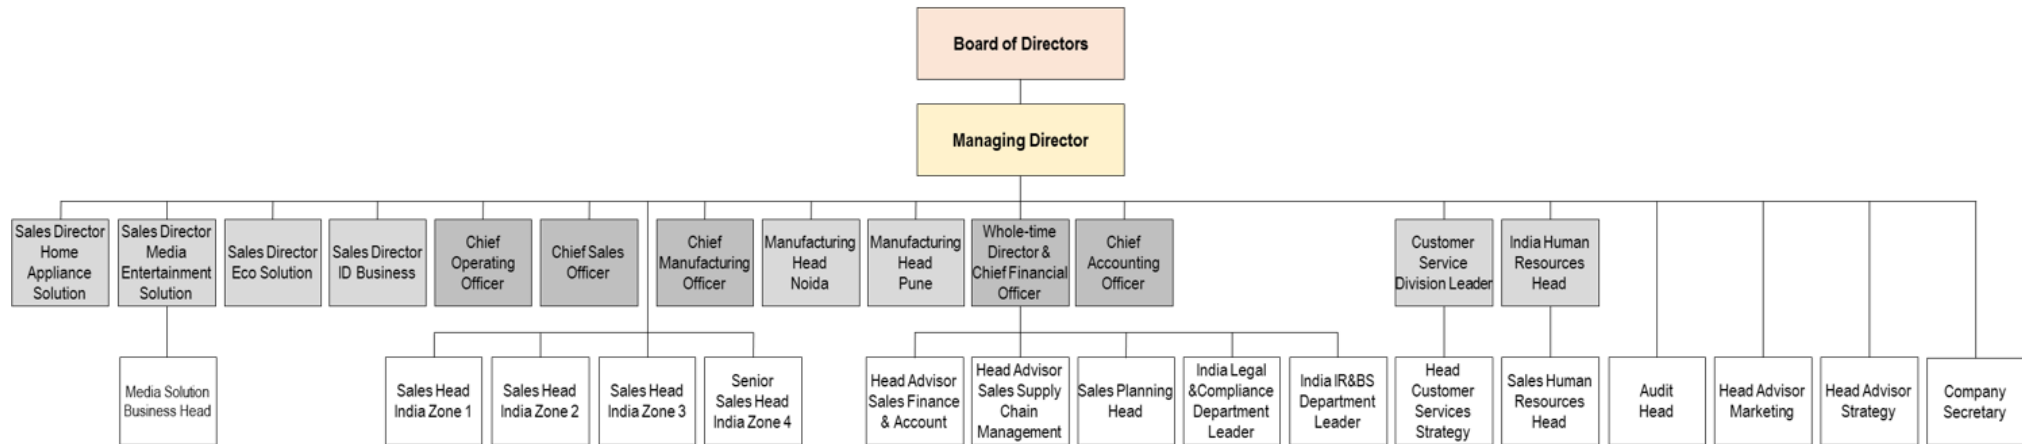 Board of Directors
Managing Director
Sales Director
Home
Appliance
Solution
Sales Director
Media
Entertainment
Solution
Sales Director
Eco Solution
Sales Director
ID Business
Chief
Operating
Officer
Chief Sales
Officer
Chief
Manufacturing
Officer
Manufacturing
Head
Noida
Manufacturing
Head
Pune
Whole-time
Director &
Chief Financial
Officer
Chief
Accounting
Officer
Customer
Service
Division Leader
India Human
Resources
Head
Media Solution
Business Head
Sales Head
India Zone 1
Sales Head
India Zone 2
Sales Head
India Zone 3
Senior
Sales Head
India Zone 4
Head Advisor
Sales Finance
& Account
Head Advisor
Sales Supply
Chain
Management
Sales Planning
Head
India Legal
&Compliance
Department
Leader
India IR&BS
Department
Leader
Head
Customer
Services
Strategy
Sales Human
Resources
Head
Audit
Head
Head Advisor
Marketing
Head Advisor
Strategy
Company
Secretary